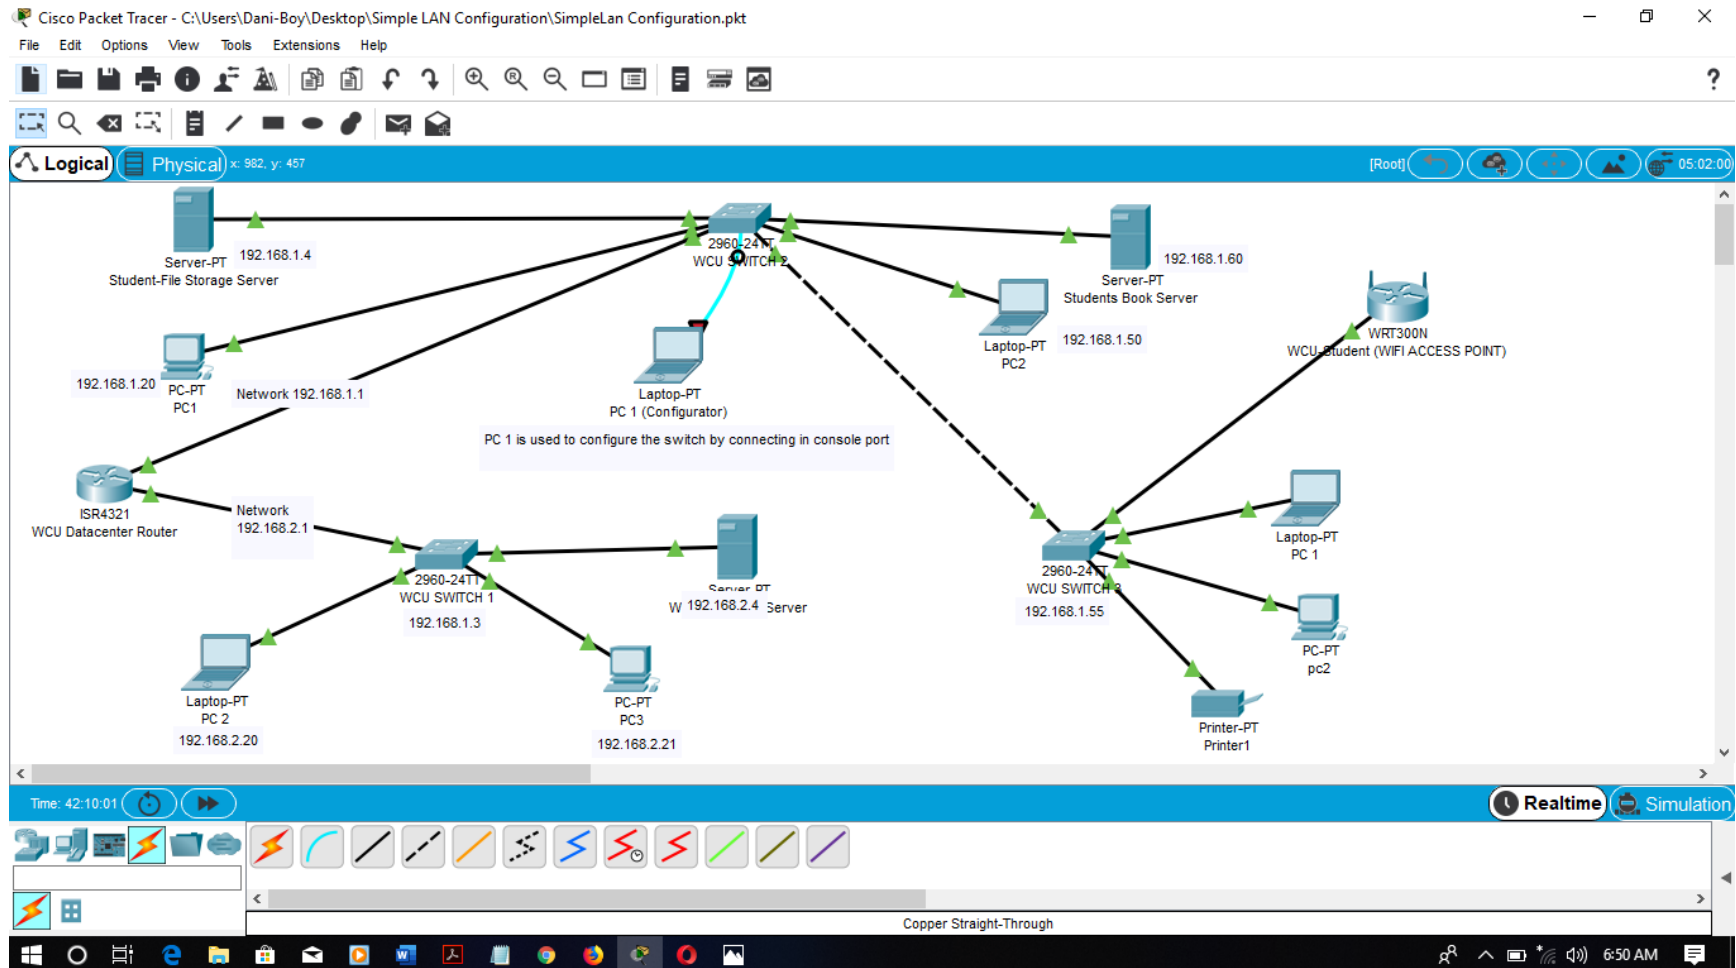 Cisco Packet Tracer - C:\Users\Dani-Boy\Desktop\Simple LAN Configuration\SimpleLan Configuration.pkt
File Edit Options View Tools Extensions Help
?
Logical Physical x: 982, y: 457 [Root] 05:02:00
Server-PT
Student-File Storage Server
192.168.1.4
2960-24TT
WCU SWITCH 2
Server-PT
Students Book Server
192.168.1.60
Laptop-PT
PC2
192.168.1.50
WRT300N
WCU-Student (WIFI ACCESS POINT)
192.168.1.20
PC-PT
PC1
Network 192.168.1.1
Laptop-PT
PC 1 (Configurator)
PC 1 is used to configure the switch by connecting in console port
ISR4321
WCU Datacenter Router
Network
192.168.2.1
2960-24TT
WCU SWITCH 1
192.168.1.3
Server-PT
W 192.168.2.4 Server
2960-24TT
WCU SWITCH 3
192.168.1.55
Laptop-PT
PC 1
PC-PT
pc2
Printer-PT
Printer1
Laptop-PT
PC 2
192.168.2.20
PC-PT
PC3
192.168.2.21
Time: 42:10:01 Realtime Simulation
Copper Straight-Through
6:50 AM